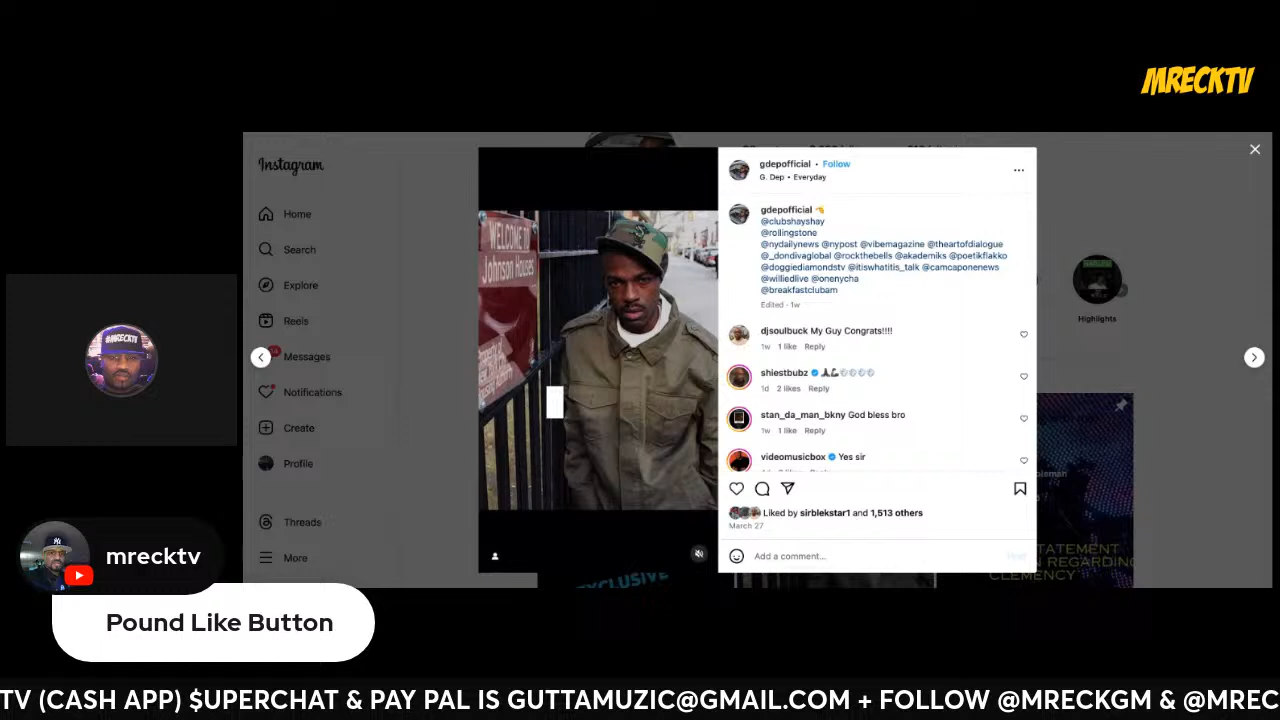 MRECKTV
Instagram
Home
Search
Explore
Reels
Messages
Notifications
Create
Profile
Threads
More
WELCOME TO
Johnson Houses
gdepofficial • Follow
G. Dep • Everyday
gdepofficial
@clubshayshay
@rollingstone
@nydailynews @nypost @vibemagazine @theartofdialogue
@_dondivaglobal @rockthebells @akademiks @poetikflakko
@doggiediamondstv @itiswhatitis_talk @camcaponenews
@williedlive @onenycha
@breakfastclubam
Edited · 1w
djsoulbuck My Guy Congrats!!!!
1w 1 like Reply
shiestbubz
1d 2 likes Reply
stan_da_man_bkny God bless bro
1w 1 like Reply
videomusicbox Yes sir
Liked by sirblekstar1 and 1,513 others
March 27
Add a comment...
Post
Highlights
EXCLUSIVE
TATEMENT
N REGARDING
CLEMENCY
#MRECKTV
mrecktv
Pound Like Button
TV (CASH APP) $UPERCHAT & PAY PAL IS GUTTAMUZIC@GMAIL.COM + FOLLOW @MRECKGM & @MREC